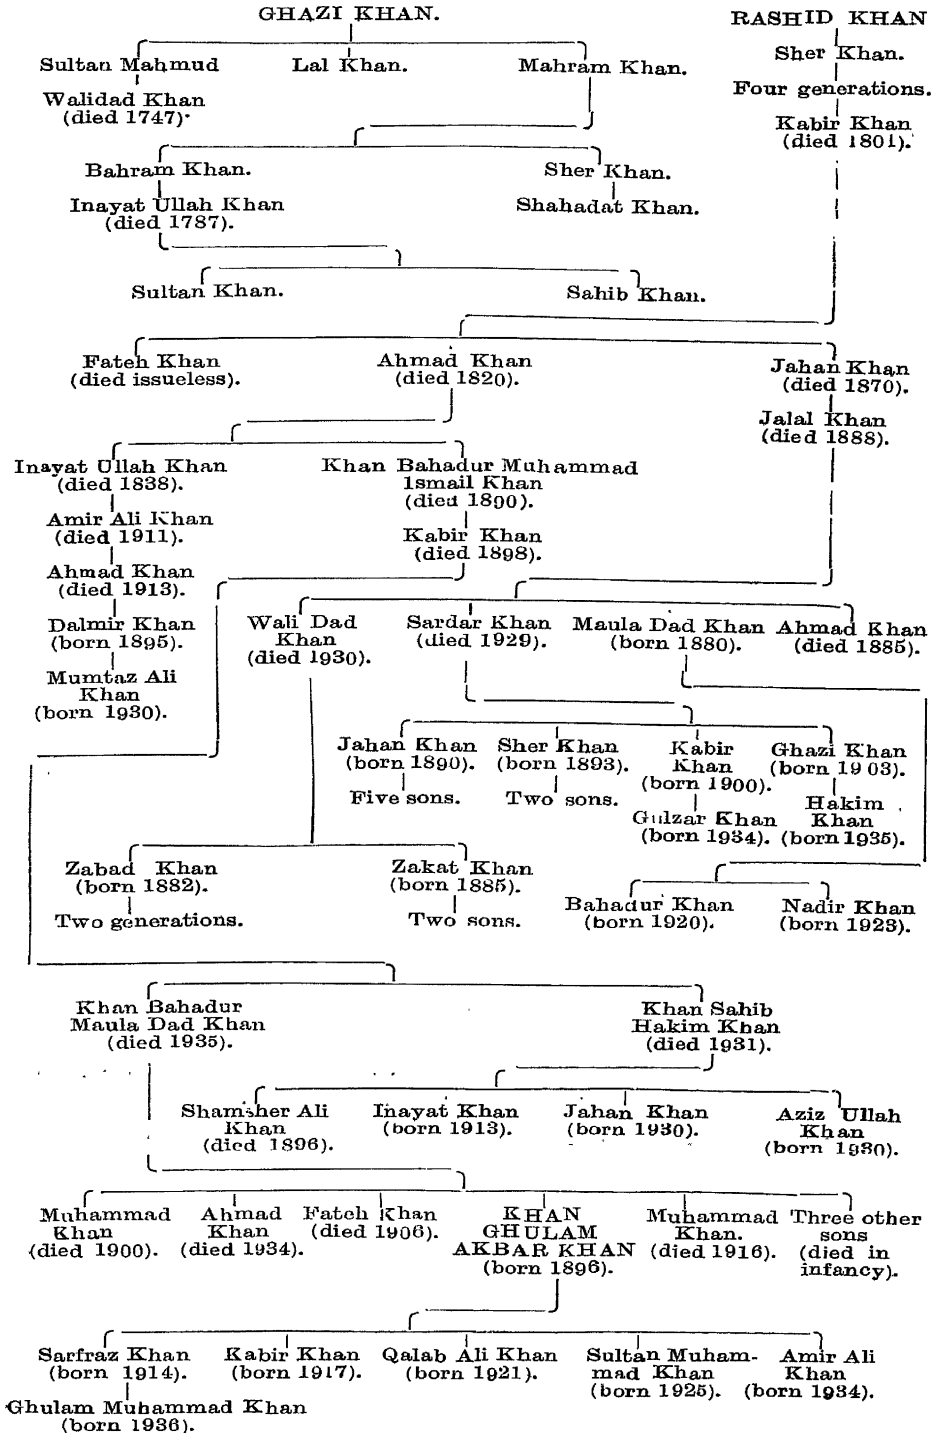 GHAZI KHAN.
RASHID KHAN
Sher Khan.
Sultan Mahmud
Lal Khan.
Mahram Khan.
Four generations.
Walidad Khan
(died 1747).
Kabir Khan
(died 1801).
Bahram Khan.
Sher Khan.
Inayat Ullah Khan
(died 1787).
Shahadat Khan.
Sultan Khan.
Sahib Khan.
Fateh Khan
(died issueless).
Ahmad Khan
(died 1820).
Jahan Khan
(died 1870).
Jalal Khan
(died 1888).
Inayat Ullah Khan
(died 1838).
Khan Bahadur Muhammad
Ismail Khan
(died 1890).
Amir Ali Khan
(died 1911).
Kabir Khan
(died 1898).
Ahmad Khan
(died 1913).
Dalmir Khan
(born 1895).
Mumtaz Ali
Khan
(born 1930).
Wali Dad
Khan
(died 1930).
Sardar Khan
(died 1929).
Maula Dad Khan
(born 1880).
Ahmad Khan
(died 1885).
Jahan Khan
(born 1890).
Five sons.
Sher Khan
(born 1893).
Two sons.
Kabir
Khan
(born 1900).
Gulzar Khan
(born 1934).
Ghazi Khan
(born 1903).
Hakim
Khan
(born 1935).
Zabad Khan
(born 1882).
Two generations.
Zakat Khan
(born 1885).
Two sons.
Bahadur Khan
(born 1920).
Nadir Khan
(born 1923).
Khan Bahadur
Maula Dad Khan
(died 1935).
Khan Sahib
Hakim Khan
(died 1931).
Shamsher Ali
Khan
(died 1896).
Inayat Khan
(born 1913).
Jahan Khan
(born 1930).
Aziz Ullah
Khan
(born 1930).
Muhammad
Khan
(died 1900).
Ahmad
Khan
(died 1934).
Fateh Khan
(died 1906).
KHAN
GHULAM
AKBAR KHAN
(born 1896).
Muhammad
Khan.
(died 1916).
Three other
sons
(died in
infancy).
Sarfraz Khan
(born 1914).
Kabir Khan
(born 1917).
Qalab Ali Khan
(born 1921).
Sultan Muham-
mad Khan
(born 1925).
Amir Ali
Khan
(born 1934).
Ghulam Muhammad Khan
(born 1936).